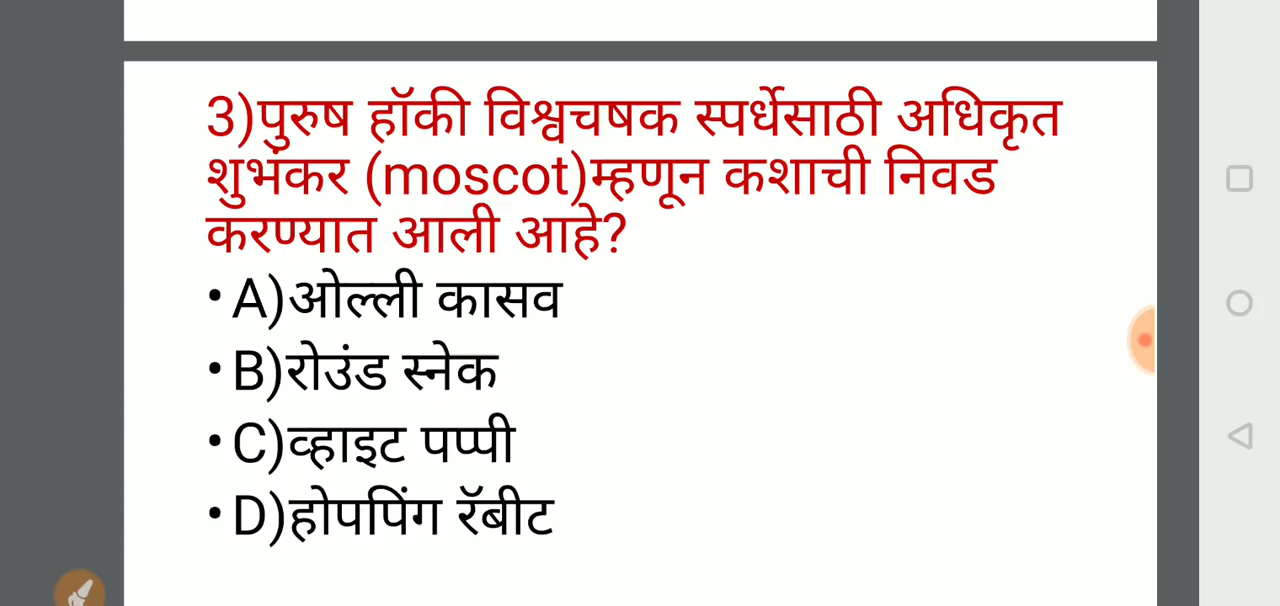 3)पुरुष हॉकी विश्वचषक स्पर्धेसाठी अधिकृत
शुभंकर (moscot)म्हणून कशाची निवड
करण्यात आली आहे?
•A)ओल्ली कासव
•B)रोउंड स्नेक
•C)व्हाइट पप्पी
•D)होपपिंग रॅबीट